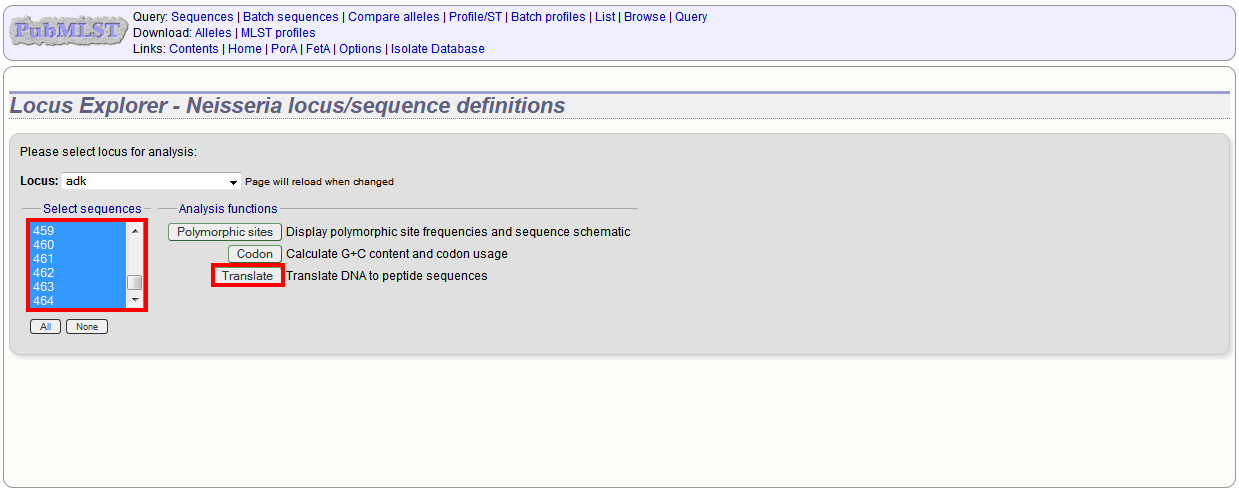 PubMLST
Query: Sequences | Batch sequences | Compare alleles | Profile/ST | Batch profiles | List | Browse | Query
Download: Alleles | MLST profiles
Links: Contents | Home | PorA | FetA | Options | Isolate Database
Locus Explorer - Neisseria locus/sequence definitions
Please select locus for analysis:
Locus: adk Page will reload when changed
Select sequences
459
460
461
462
463
464
All None
Analysis functions
Polymorphic sites Display polymorphic site frequencies and sequence schematic
Codon Calculate G+C content and codon usage
Translate Translate DNA to peptide sequences